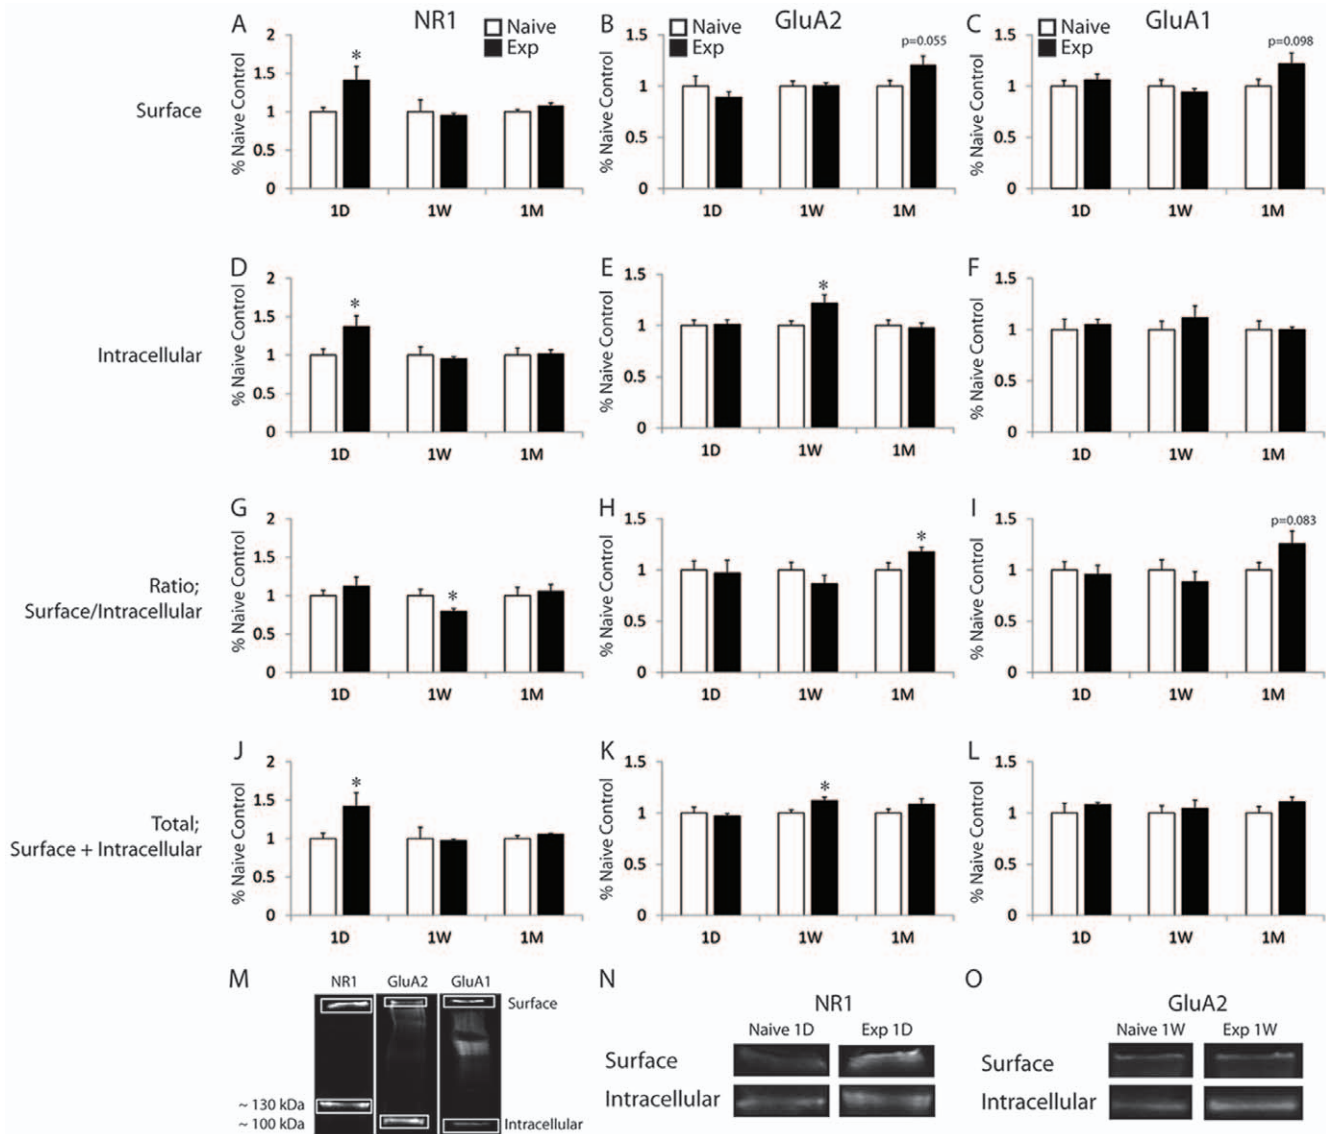 A NR1 B GluA2 C GluA1
Naive Naive Naive
Exp Exp Exp
Surface
% Naive Control % Naive Control % Naive Control
2 1.5 1 0.5 0
1.5 1 0.5 0
1.5 1 0.5 0
* p=0.055 p=0.098
1D 1W 1M 1D 1W 1M 1D 1W 1M
D E F
Intracellular
% Naive Control % Naive Control % Naive Control
2 1.5 1 0.5 0
1.5 1 0.5 0
1.5 1 0.5 0
* *
1D 1W 1M 1D 1W 1M 1D 1W 1M
G H I
Ratio;
Surface/Intracellular
% Naive Control % Naive Control % Naive Control
2 1.5 1 0.5 0
1.5 1 0.5 0
1.5 1 0.5 0
* * p=0.083
1D 1W 1M 1D 1W 1M 1D 1W 1M
J K L
Total;
Surface + Intracellular
% Naive Control % Naive Control % Naive Control
2 1.5 1 0.5 0
1.5 1 0.5 0
1.5 1 0.5 0
* *
1D 1W 1M 1D 1W 1M 1D 1W 1M
M
NR1 GluA2 GluA1
Surface
~ 130 kDa
~ 100 kDa
Intracellular
N
NR1
Naive 1D Exp 1D
Surface
Intracellular
O
GluA2
Naive 1W Exp 1W
Surface
Intracellular